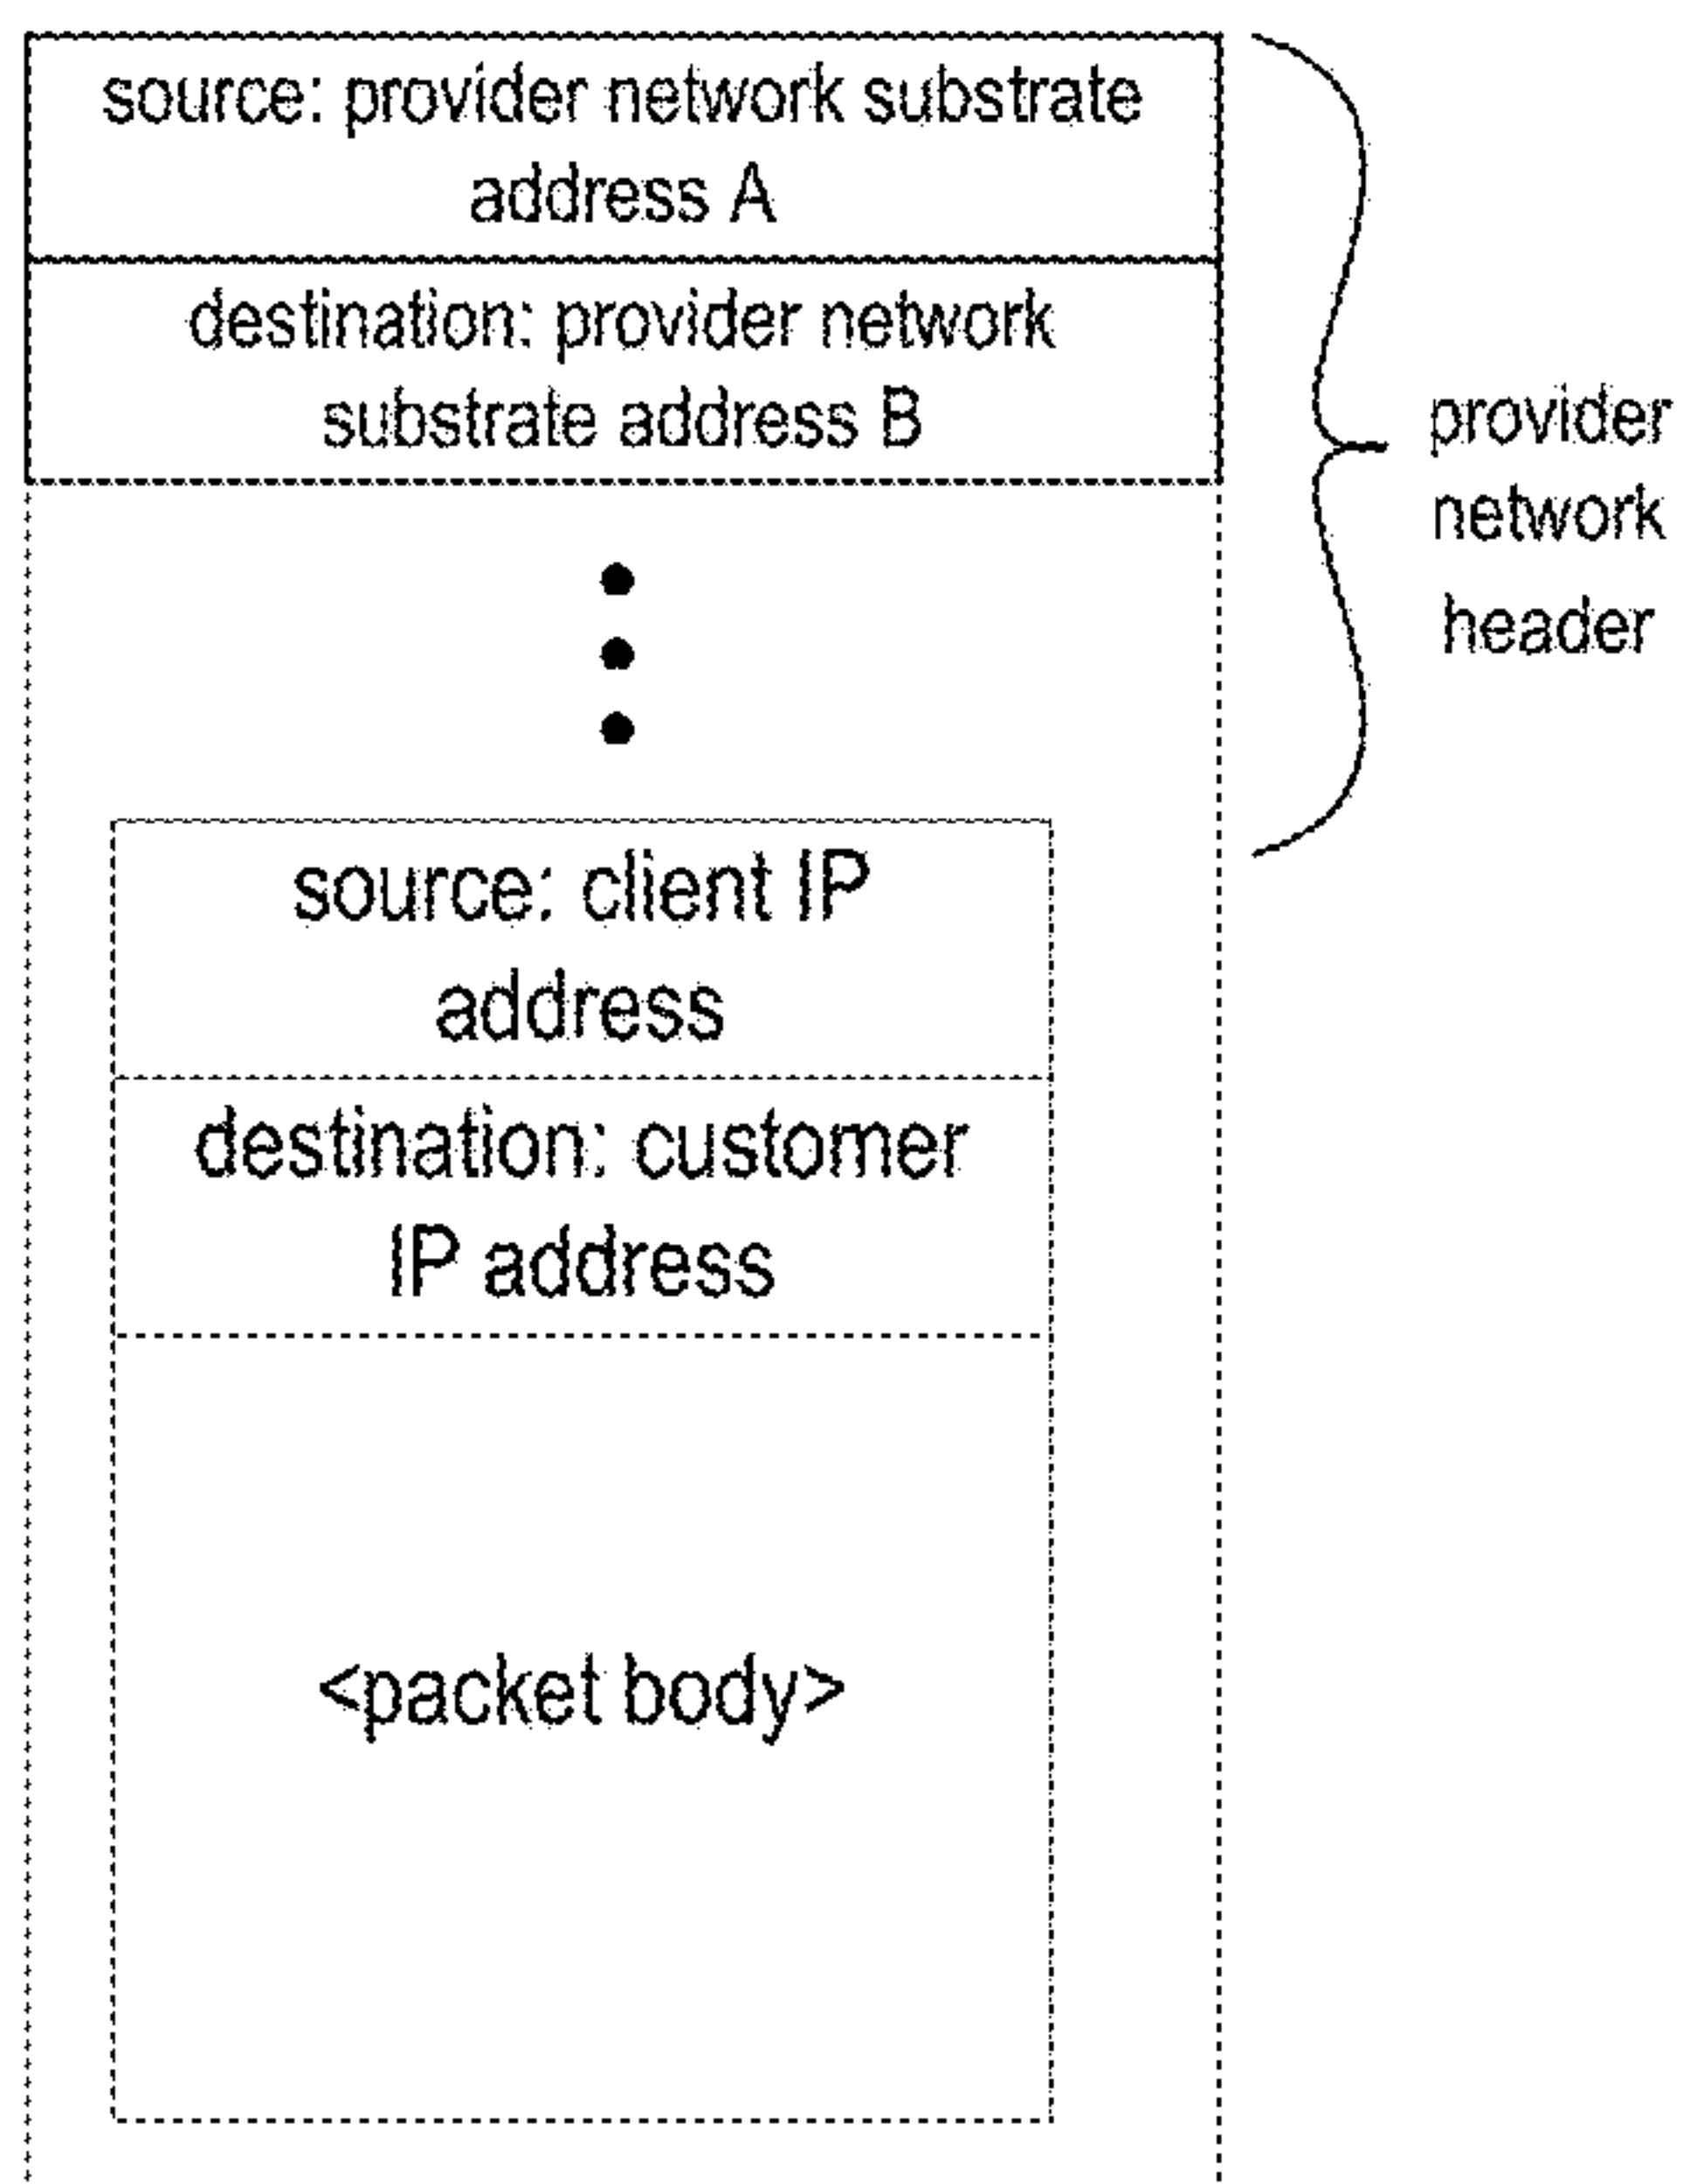 source: provider network substrate
address A
destination: provider network
substrate address B
provider
network
header
source: client IP
address
destination: customer
IP address
<packet body>